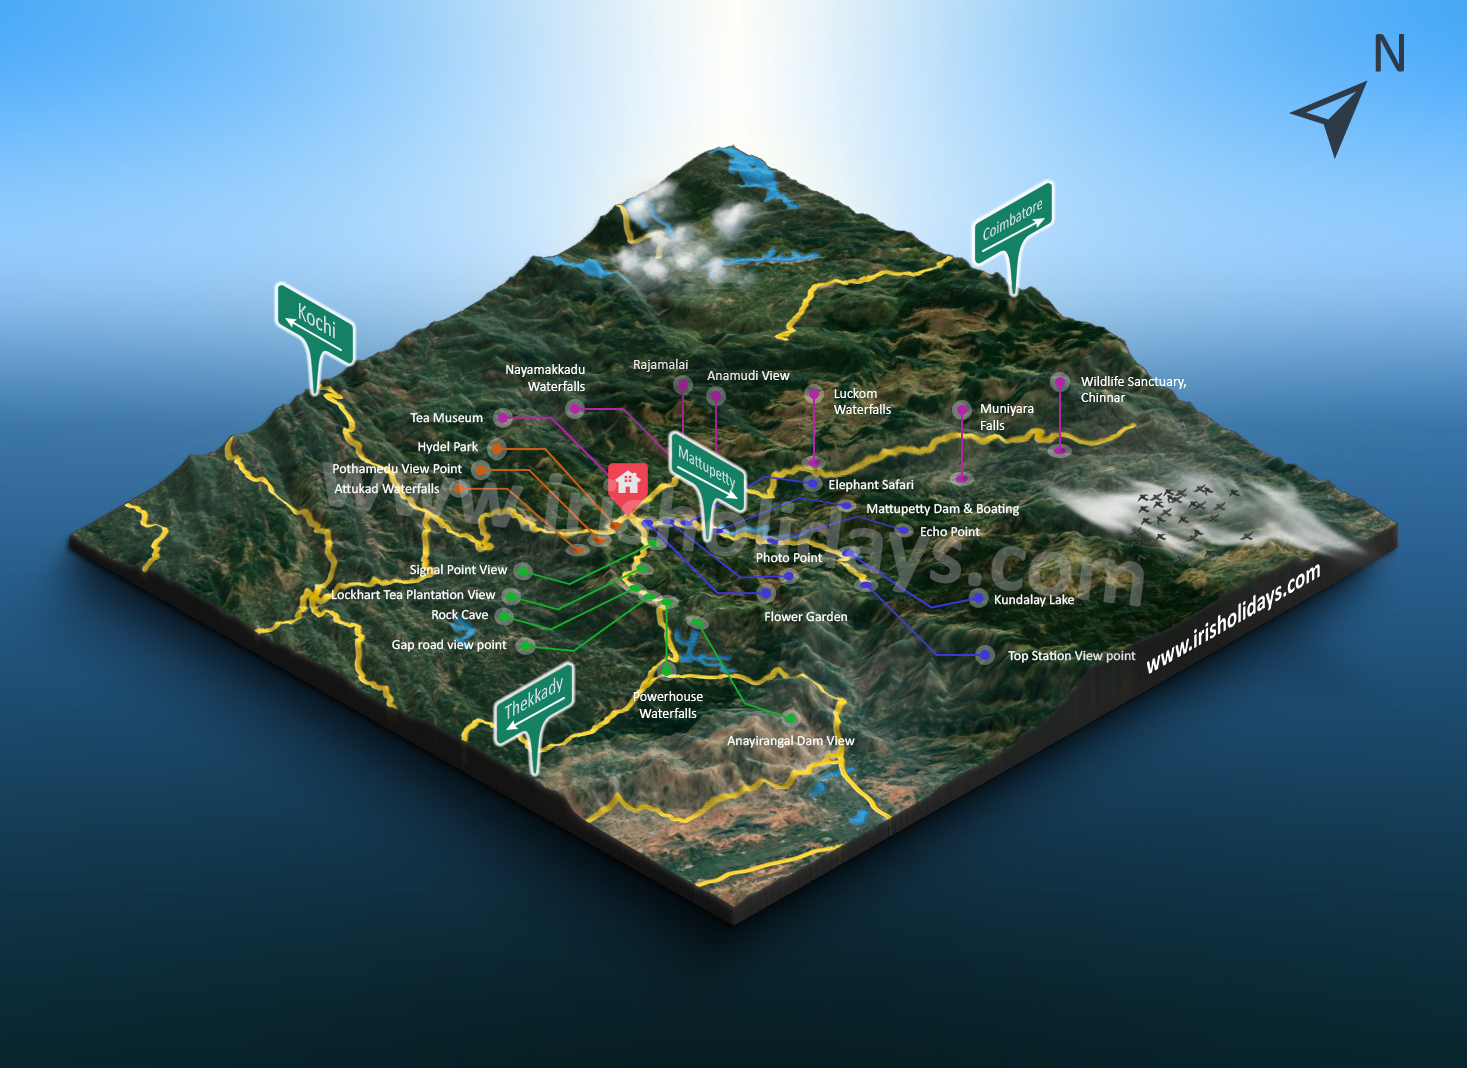 N
Coimbatore
Kochi
Rajamalai
Nayamakkadu
Waterfalls
Anamudi View
Wildlife Sanctuary,
Chinnar
Luckom
Waterfalls
Muniyara
Falls
Tea Museum
Hydel Park
Mattupetty
Pothamedu View Point
Attukad Waterfalls
Elephant Safari
Mattupetty Dam & Boating
Echo Point
www.irisholidays.com
Photo Point
Signal Point View
Lockhart Tea Plantation View
Kundalay Lake
Rock Cave
Flower Garden
Gap road view point
www.irisholidays.com
Top Station View point
Thekkady
Powerhouse
Waterfalls
Anayirangal Dam View